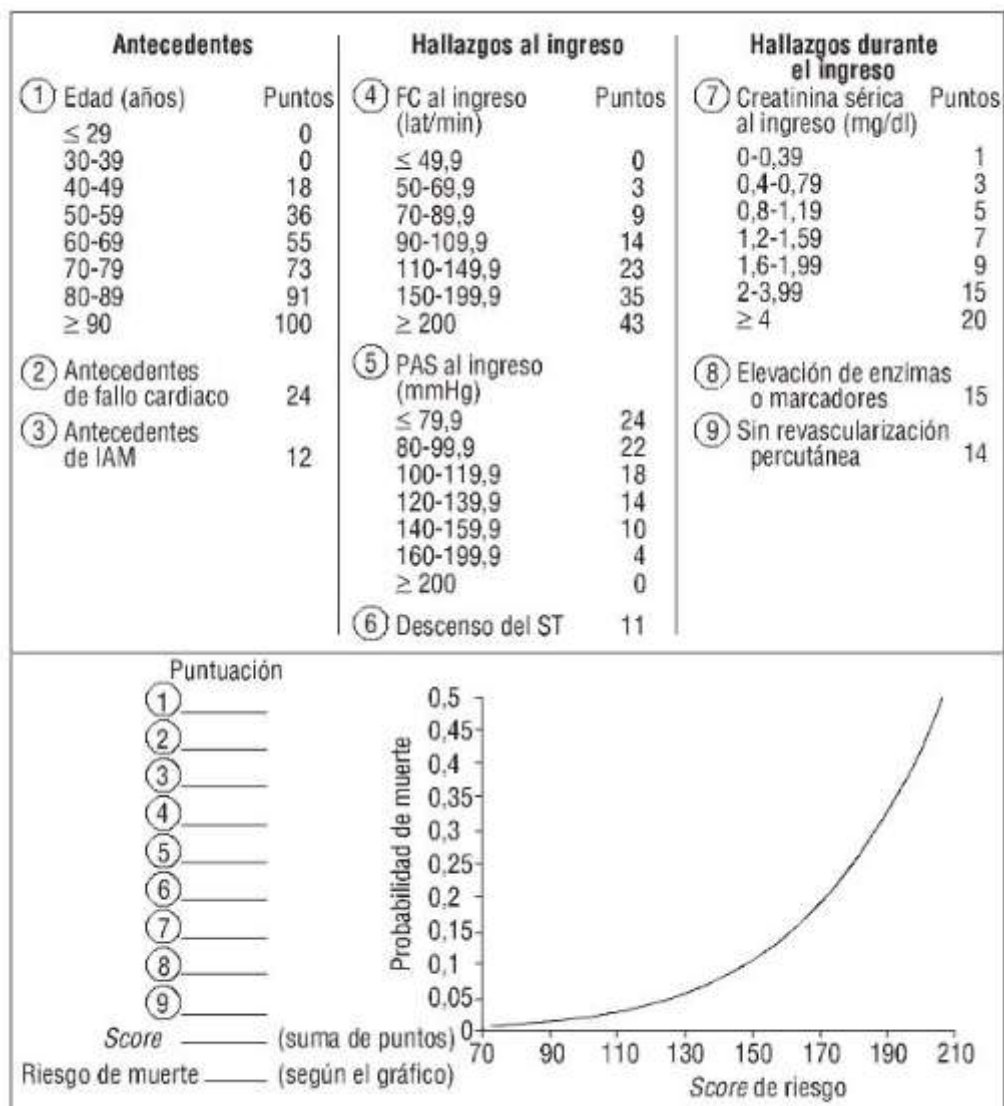 Antecedentes
① Edad (años) Puntos
≤ 29 0
30-39 0
40-49 18
50-59 36
60-69 55
70-79 73
80-89 91
≥ 90 100
② Antecedentes
de fallo cardiaco 24
③ Antecedentes
de IAM 12
Hallazgos al ingreso
④ FC al ingreso Puntos
(lat/min)
≤ 49,9 0
50-69,9 3
70-89,9 9
90-109,9 14
110-149,9 23
150-199,9 35
≥ 200 43
⑤ PAS al ingreso
(mmHg)
≤ 79,9 24
80-99,9 22
100-119,9 18
120-139,9 14
140-159,9 10
160-199,9 4
≥ 200 0
⑥ Descenso del ST 11
Hallazgos durante
el ingreso
⑦ Creatinina sérica Puntos
al ingreso (mg/dl)
0-0,39 1
0,4-0,79 3
0,8-1,19 5
1,2-1,59 7
1,6-1,99 9
2-3,99 15
≥ 4 20
⑧ Elevación de enzimas
o marcadores 15
⑨ Sin revascularización
percutánea 14
Puntuación
①
②
③
④
⑤
⑥
⑦
⑧
⑨
Score (suma de puntos)
Riesgo de muerte (según el gráfico)
Probabilidad de muerte
0,5
0,45
0,4
0,35
0,3
0,25
0,2
0,15
0,1
0,05
0
70 90 110 130 150 170 190 210
Score de riesgo